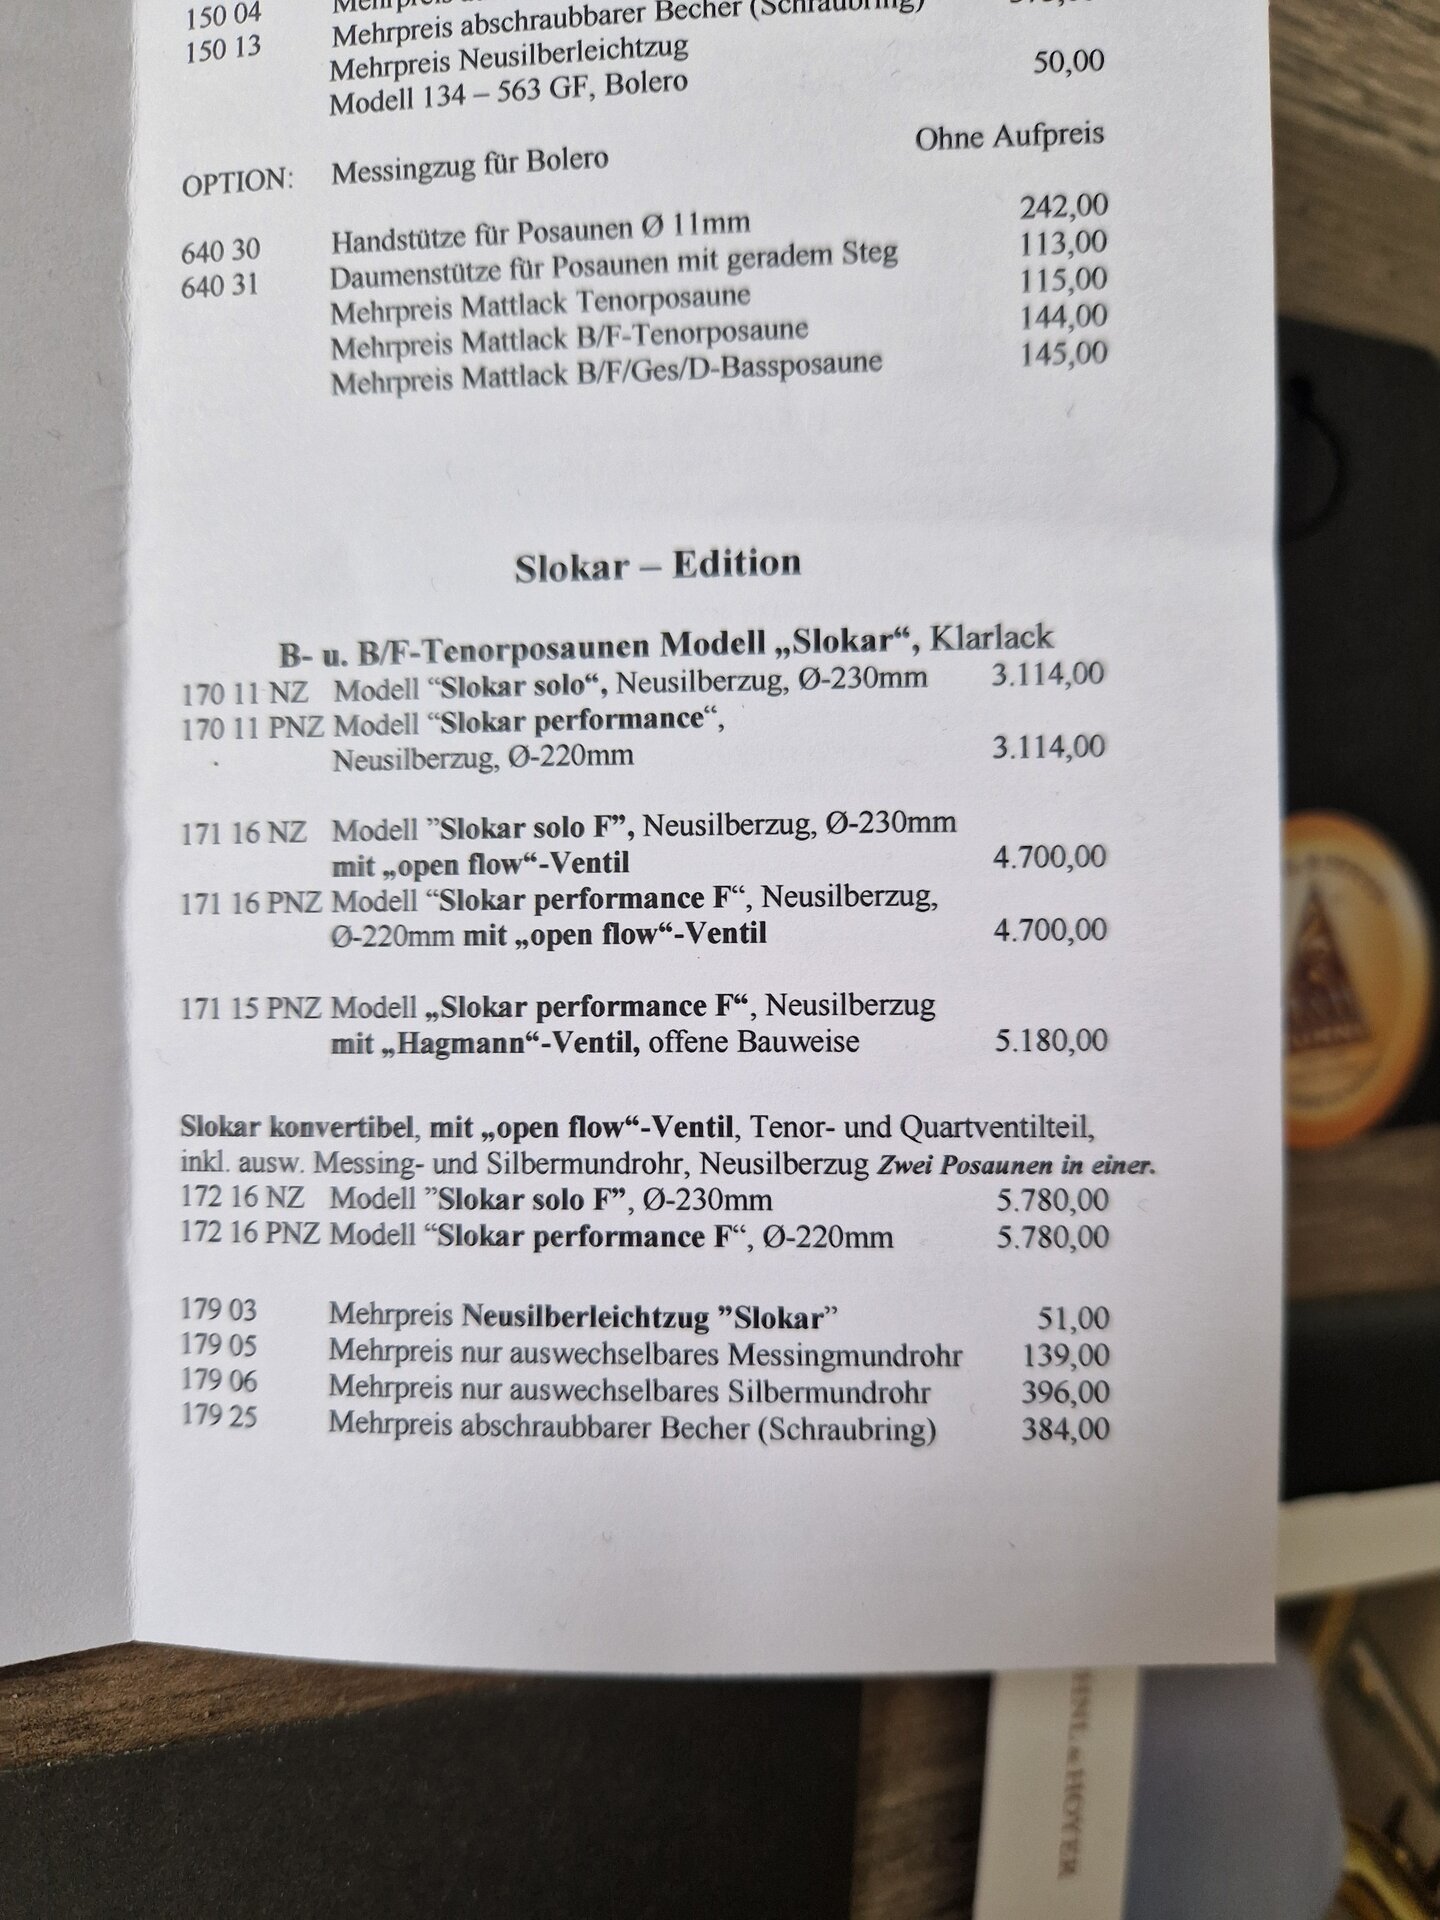 150 04
150 13 Mehrpreis abschraubbarer Becher (Schraubring)
Mehrpreis Neusilberleichtzug
Modell 134 – 563 GF, Bolero 50,00
OPTION: Messingzug für Bolero Ohne Aufpreis
640 30 Handstütze für Posaunen Ø 11mm 242,00
640 31 Daumenstütze für Posaunen mit geradem Steg 113,00
Mehrpreis Mattlack Tenorposaune 115,00
Mehrpreis Mattlack B/F-Tenorposaune 144,00
Mehrpreis Mattlack B/F/Ges/D-Bassposaune 145,00
Slokar – Edition
B- u. B/F-Tenorposaunen Modell „Slokar“, Klarlack
170 11 NZ Modell “Slokar solo“, Neusilberzug, Ø-230mm 3.114,00
170 11 PNZ Modell “Slokar performance“,
Neusilberzug, Ø-220mm 3.114,00
171 16 NZ Modell ”Slokar solo F”, Neusilberzug, Ø-230mm
mit „open flow“-Ventil 4.700,00
171 16 PNZ Modell “Slokar performance F“, Neusilberzug,
Ø-220mm mit „open flow“-Ventil 4.700,00
171 15 PNZ Modell „Slokar performance F“, Neusilberzug
mit „Hagmann“-Ventil, offene Bauweise 5.180,00
Slokar konvertibel, mit „open flow“-Ventil, Tenor- und Quartventilteil,
inkl. ausw. Messing- und Silbermundrohr, Neusilberzug Zwei Posaunen in einer.
172 16 NZ Modell ”Slokar solo F”, Ø-230mm 5.780,00
172 16 PNZ Modell “Slokar performance F“, Ø-220mm 5.780,00
179 03 Mehrpreis Neusilberleichtzug ”Slokar” 51,00
179 05 Mehrpreis nur auswechselbares Messingmundrohr 139,00
179 06 Mehrpreis nur auswechselbares Silbermundrohr 396,00
179 25 Mehrpreis abschraubbarer Becher (Schraubring) 384,00
HOYER